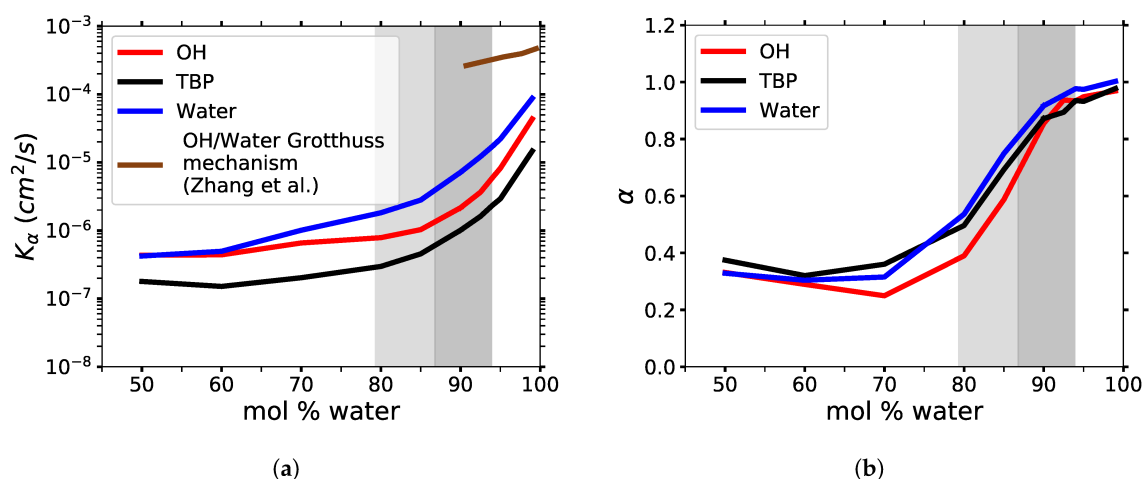 10⁻³
10⁻⁴
10⁻⁵
10⁻⁶
10⁻⁷
10⁻⁸
Kα (cm²/s)
OH
TBP
Water
OH/Water Grotthuss
mechanism
(Zhang et al.)
50 60 70 80 90 100
mol % water
(a)
1.2
1.0
0.8
0.6
0.4
0.2
0.0
α
OH
TBP
Water
50 60 70 80 90 100
mol % water
(b)